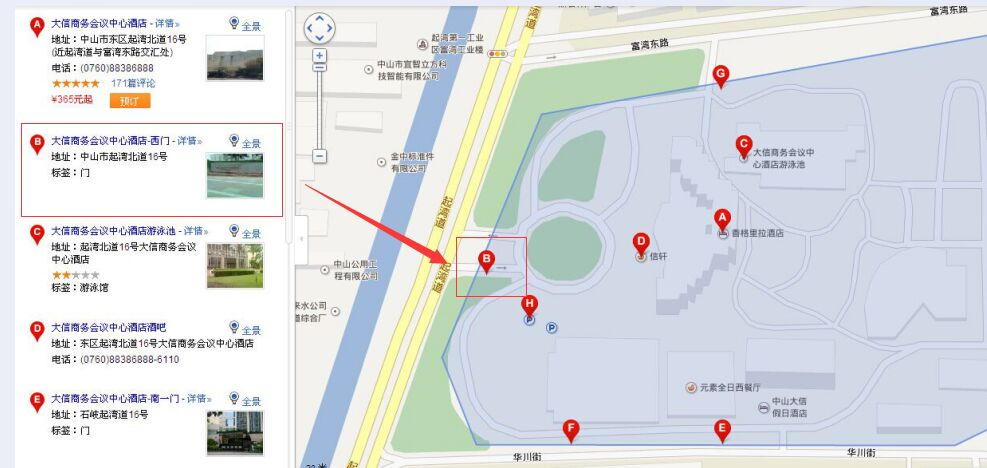 A
大信商务会议中心酒店 - 详情»
全景
地址：中山市东区起湾北道16号
(近起湾道与富湾东路交汇处)
电话：(0760)88386888
171篇评论
¥365元起
预订
B
大信商务会议中心酒店-西门 - 详情»
全景
地址：中山市起湾北道16号
标签：门
C
大信商务会议中心酒店游泳池 - 详情»
全景
地址：起湾北道16号大信商务会议
中心酒店
标签：游泳馆
D
大信商务会议中心酒店酒吧
全景
地址：东区起湾北道16号大信商务会议中心酒店
电话：(0760)88386888-6110
E
大信商务会议中心酒店-南一门 - 详情»
全景
地址：石岐起湾道16号
标签：门
起湾道
富湾东路
富湾东路
起湾第一工业
区富湾工业楼
中山市宜智立方科
技智能有限公司
G
C
大信商务会议中
心酒店游泳池
金中标准件
有限公司
起湾道
A
香格里拉酒店
D
信轩
B
起湾道
中山公用工
程有限公司
H
P
P
来水公司
道综合厂
元素全日西餐厅
中山大信
假日酒店
F
E
华川街
华川街
20 米
起